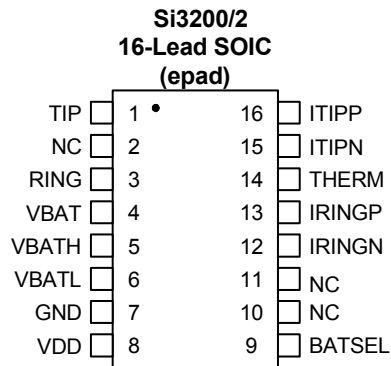 Si3200/2
16-Lead SOIC
(epad)
TIP 1 16 ITIPP
NC 2 15 ITIPN
RING 3 14 THERM
VBAT 4 13 IRINGP
VBATH 5 12 IRINGN
VBATL 6 11 NC
GND 7 10 NC
VDD 8 9 BATSEL